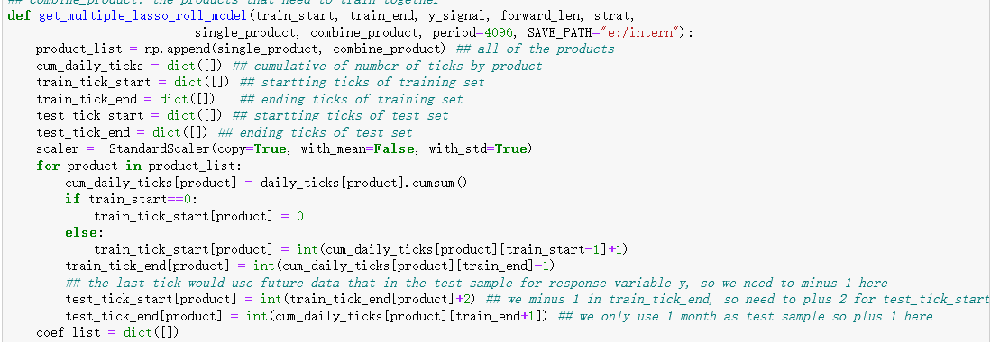 ## combine_product: the products that need to train together
def get_multiple_lasso_roll_model(train_start, train_end, y_signal, forward_len, strat,
single_product, combine_product, period=4096, SAVE_PATH="e:/intern"):
product_list = np.append(single_product, combine_product) ## all of the products
cum_daily_ticks = dict([]) ## cumulative of number of ticks by product
train_tick_start = dict([]) ## startting ticks of training set
train_tick_end = dict([])   ## ending ticks of training set
test_tick_start = dict([]) ## startting ticks of test set
test_tick_end = dict([]) ## ending ticks of test set
scaler =  StandardScaler(copy=True, with_mean=False, with_std=True)
for product in product_list:
cum_daily_ticks[product] = daily_ticks[product].cumsum()
if train_start==0:
train_tick_start[product] = 0
else:
train_tick_start[product] = int(cum_daily_ticks[product][train_start-1]+1)
train_tick_end[product] = int(cum_daily_ticks[product][train_end]-1)
## the last tick would use future data that in the test sample for response variable y, so we need to minus 1 here
test_tick_start[product] = int(train_tick_end[product]+2) ## we minus 1 in train_tick_end, so need to plus 2 for test_tick_start
test_tick_end[product] = int(cum_daily_ticks[product][train_end+1]) ## we only use 1 month as test sample so plus 1 here
coef_list = dict([])